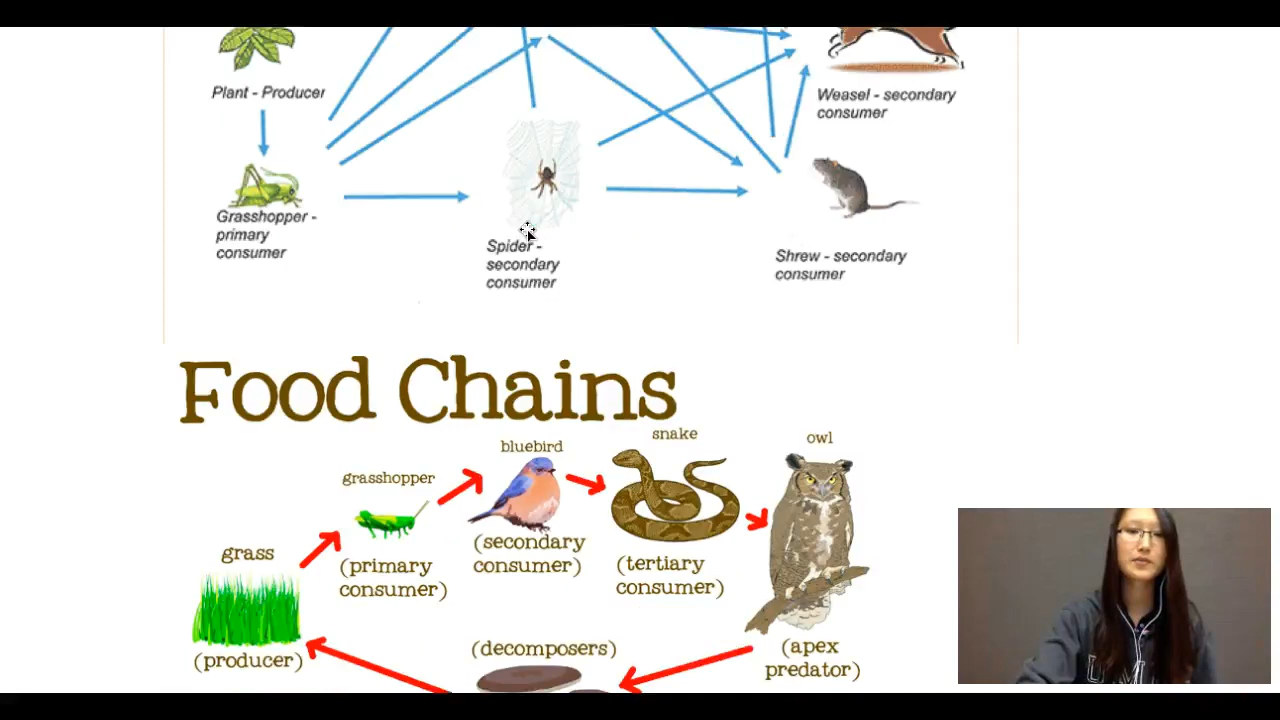 Plant - Producer
Weasel - secondary
consumer
Grasshopper -
primary
consumer
Spider -
secondary
consumer
Shrew - secondary
consumer
Food Chains
grass
(producer)
grasshopper
(primary
consumer)
bluebird
(secondary
consumer)
snake
(tertiary
consumer)
owl
(apex
predator)
(decomposers)